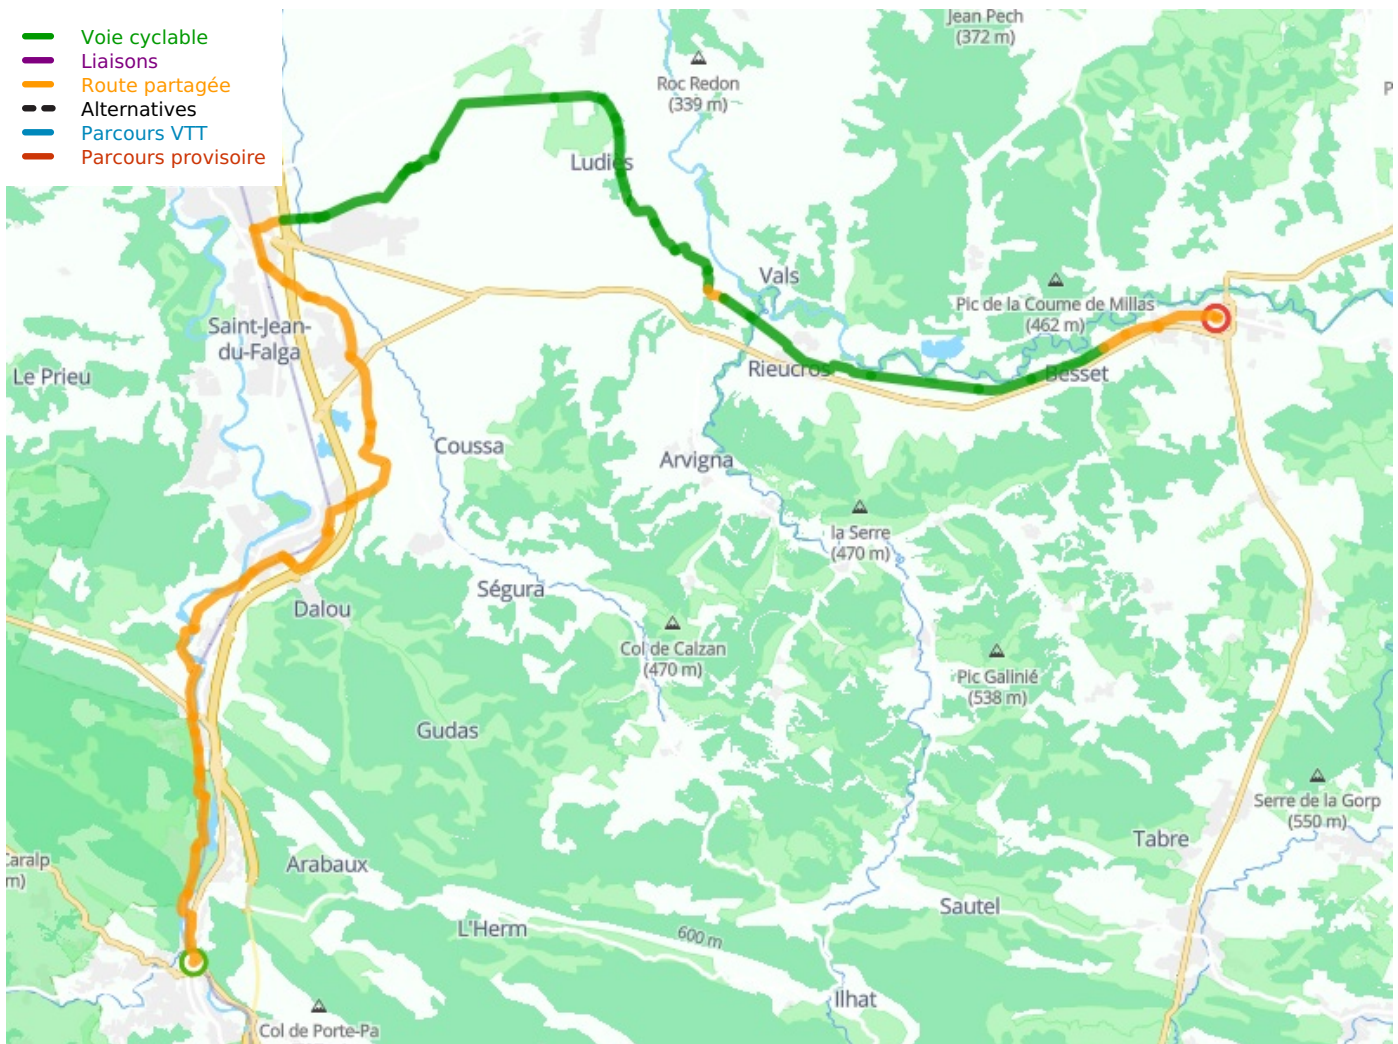 Voie cyclable
Liaisons
Route partagée
Alternatives
Parcours VTT
Parcours provisoire
Jean Pech
(372 m)
Roc Redon
(339 m)
Ludiès
Vals
Pic de la Coume de Millas
(462 m)
Saint-Jean-
du-Falga
Le Prieu
Rieucros
Besset
Coussa
Arvigna
la Serre
(470 m)
Ségura
Dalou
Col de Calzan
(470 m)
Pic Galinié
(538 m)
Gudas
Serre de la Gorp
(550 m)
Tabre
Caralp
m)
Arabaux
Sautel
L'Herm
600 m
Ilhat
Col de Porte-Pa